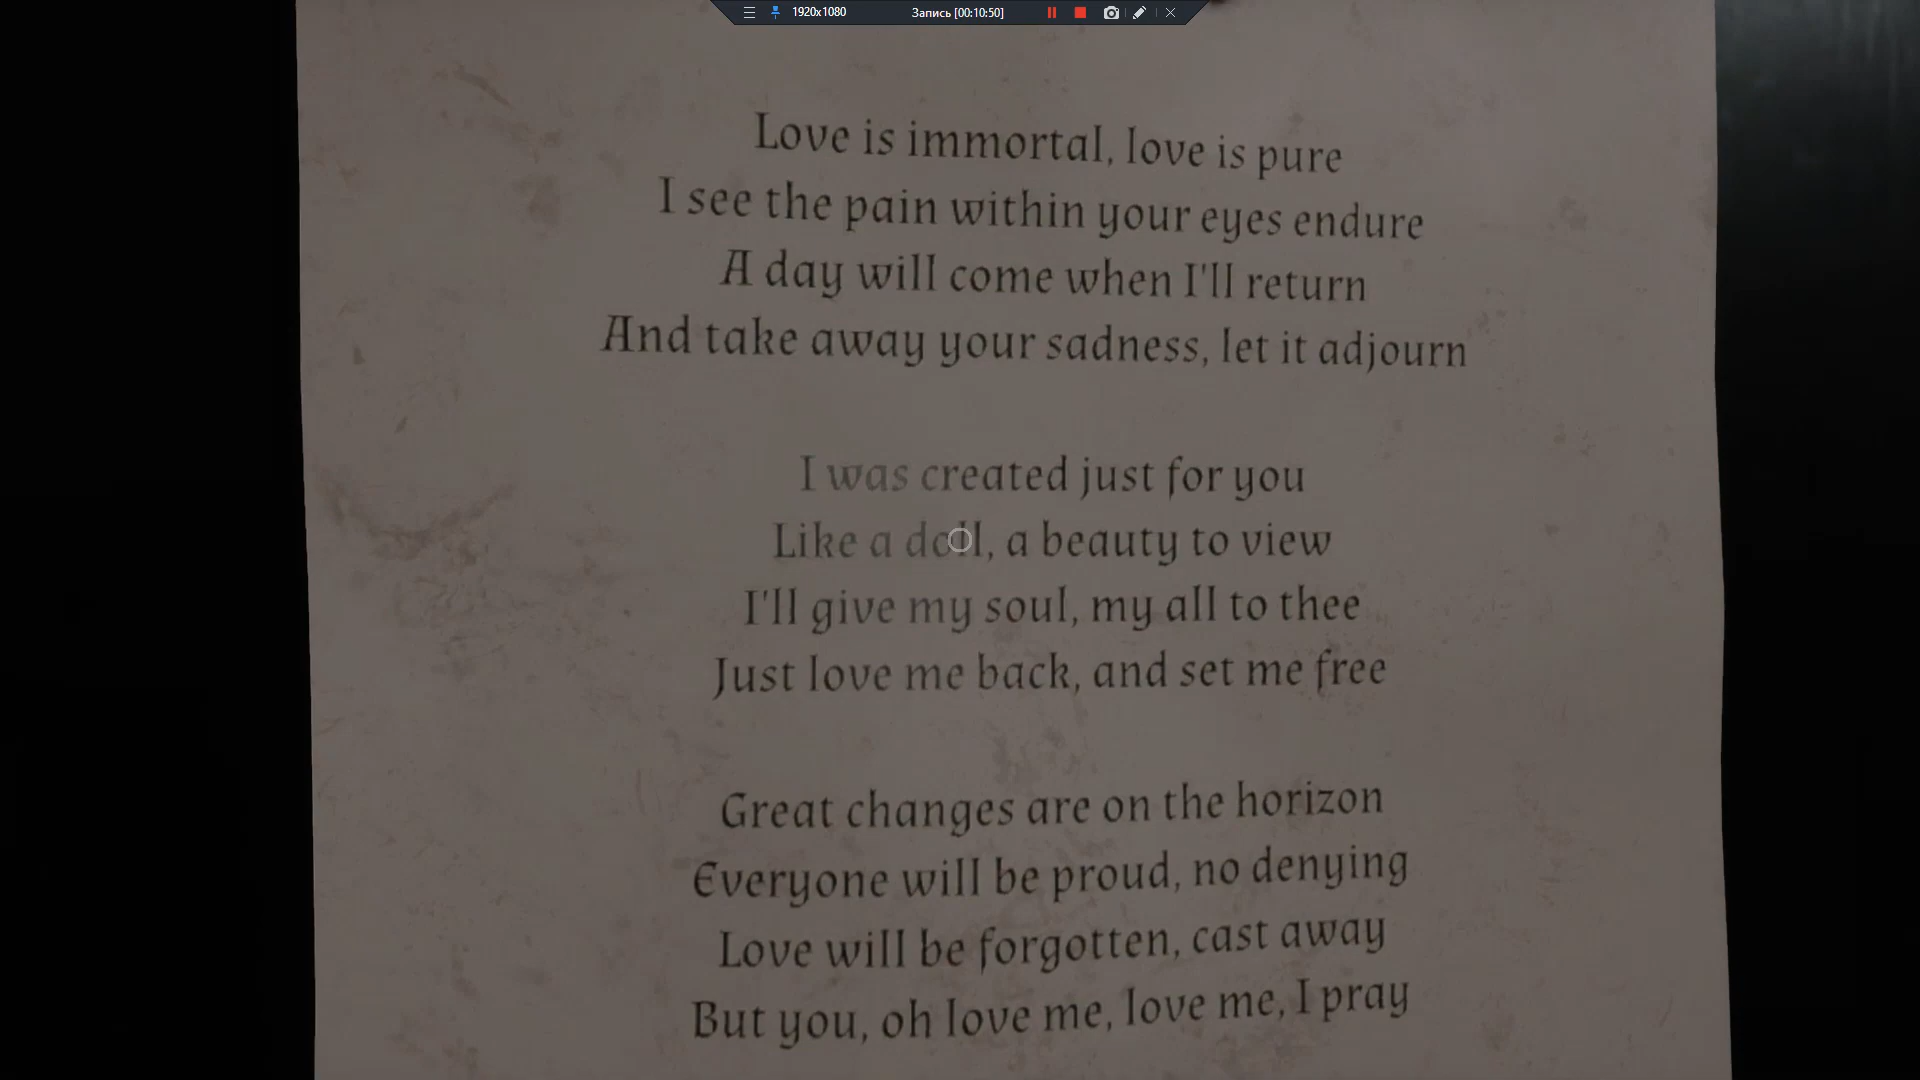 1920x1080 Запись [00:10:50]
Love is immortal, love is pure
I see the pain within your eyes endure
A day will come when I'll return
And take away your sadness, let it adjourn
I was created just for you
Like a doll, a beauty to view
I'll give my soul, my all to thee
Just love me back, and set me free
Great changes are on the horizon
Everyone will be proud, no denying
Love will be forgotten, cast away
But you, oh love me, love me, I pray